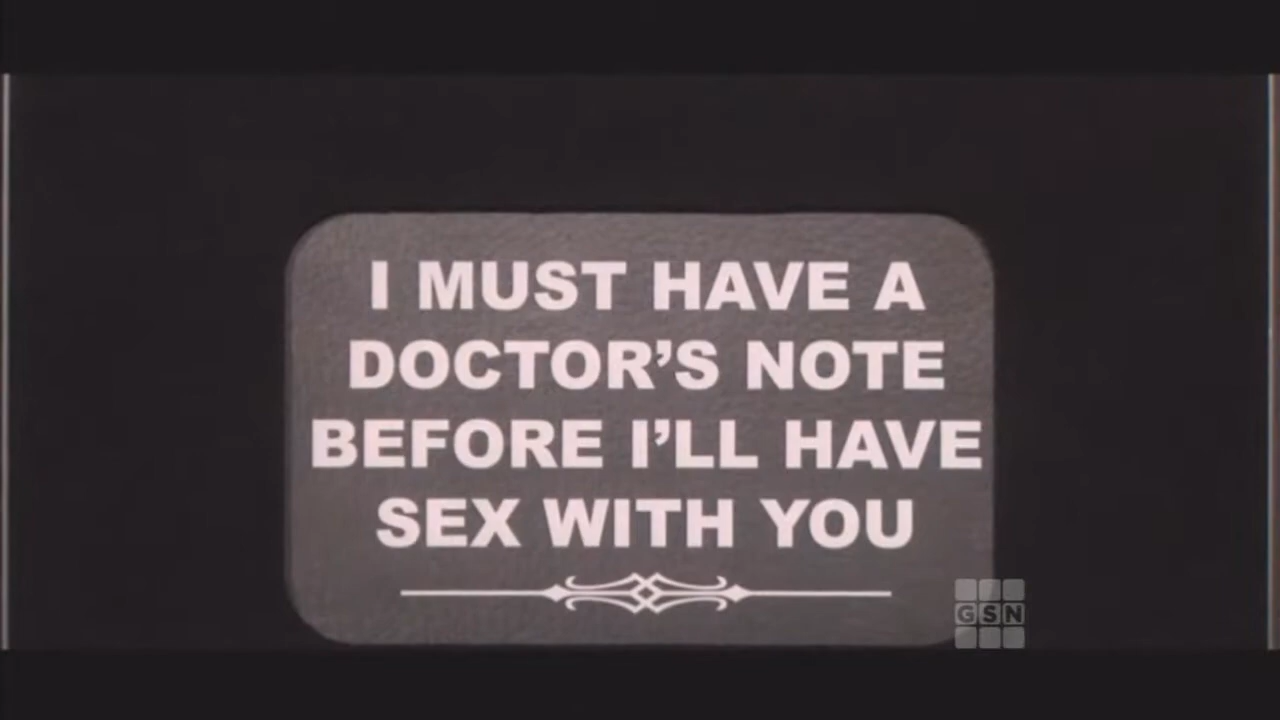 I MUST HAVE A
DOCTOR’S NOTE
BEFORE I’LL HAVE
SEX WITH YOU
GSN